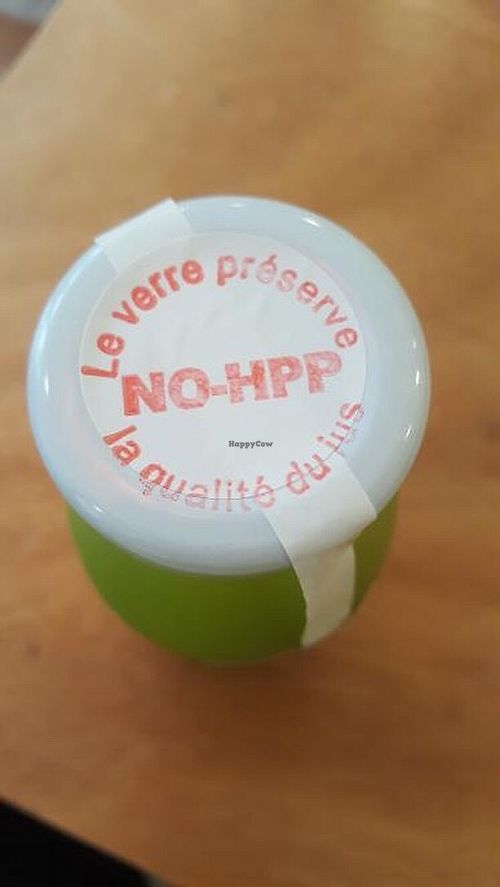 Le verre préserve
NO-HPP
la qualité du jus
HappyCow